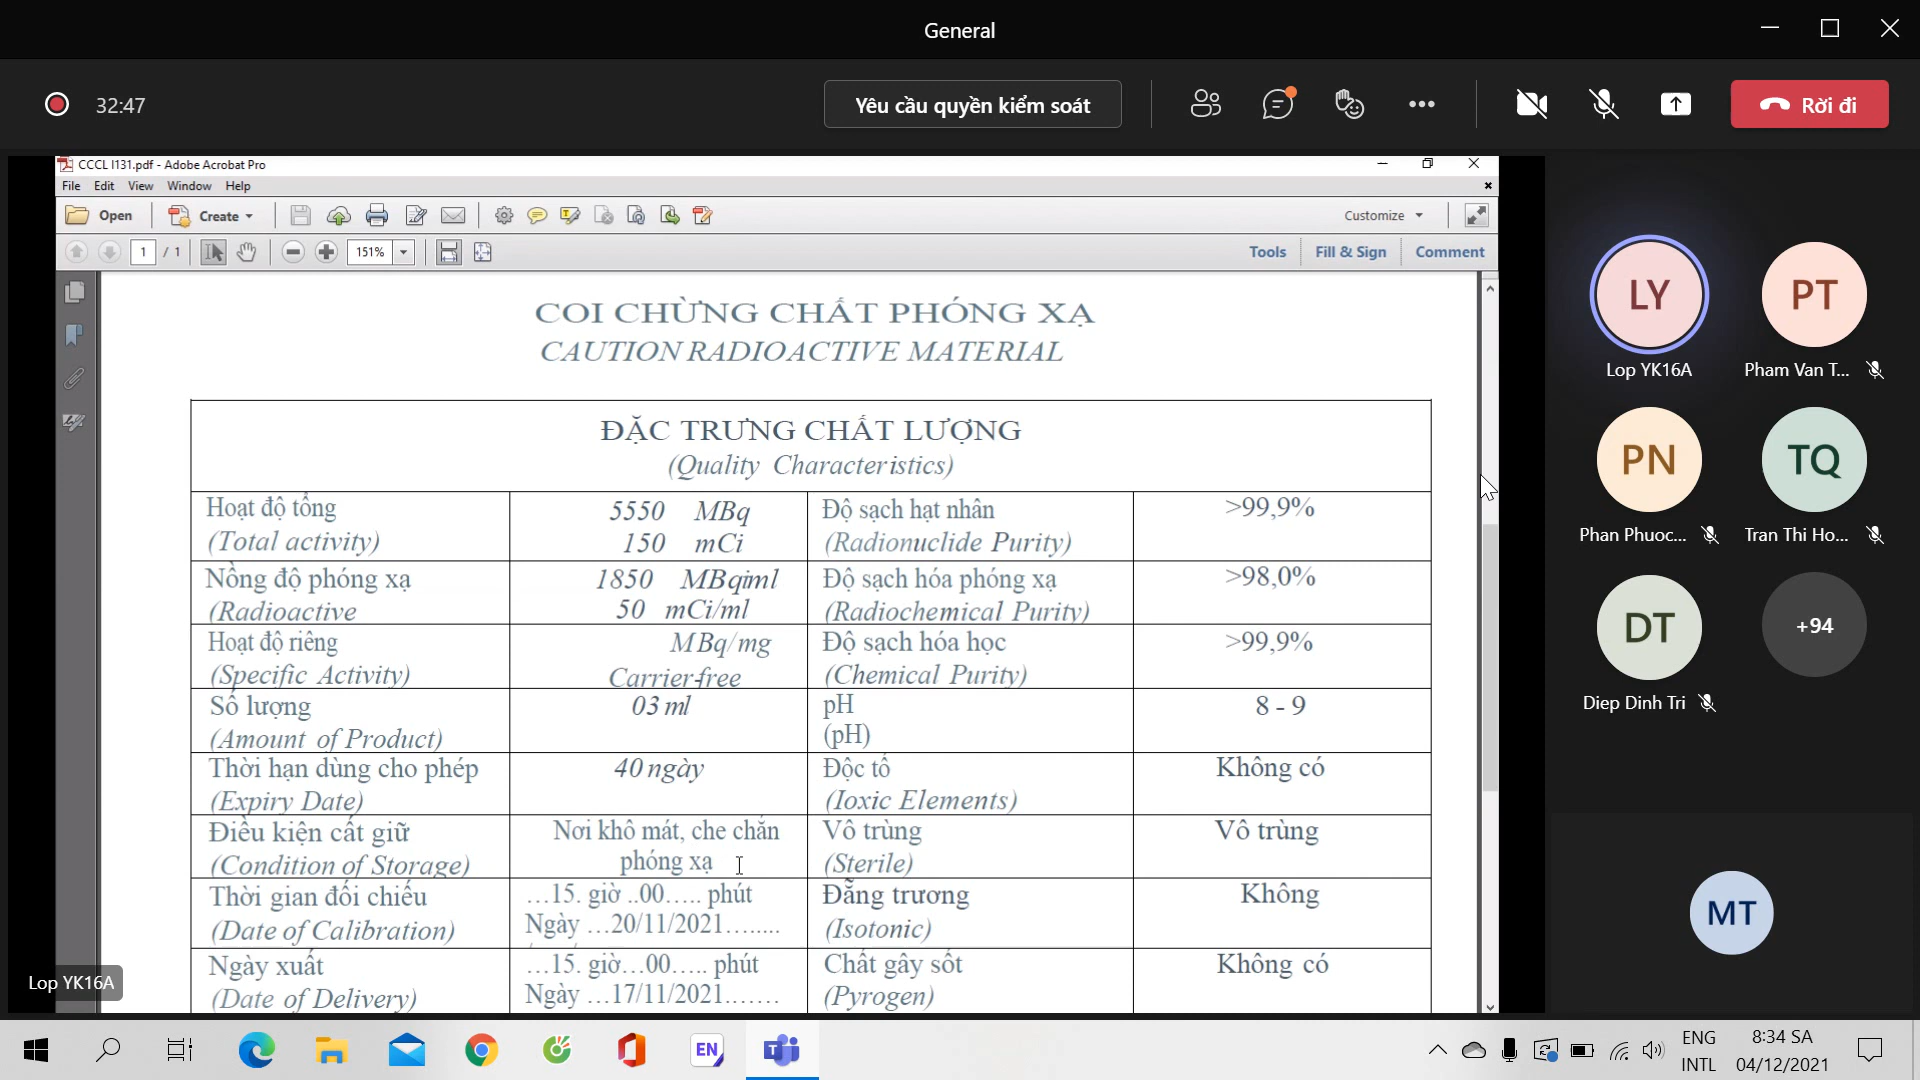 General
32:47
Yêu cầu quyền kiểm soát
Rời đi
CCCL I131.pdf - Adobe Acrobat Pro
File Edit View Window Help
Open
Create
Customize
1 / 1
151%
Tools
Fill & Sign
Comment
COI CHỪNG CHẤT PHÓNG XẠ
CAUTION RADIOACTIVE MATERIAL
ĐẶC TRƯNG CHẤT LƯỢNG
(Quality Characteristics)
Hoạt độ tổng
(Total activity)
5550 MBq
150 mCi
Độ sạch hạt nhân
(Radionuclide Purity)
>99,9%
Nồng độ phóng xạ
(Radioactive
1850 MBqiml
50 mCi/ml
Độ sạch hóa phóng xạ
(Radiochemical Purity)
>98,0%
Hoạt độ riêng
(Specific Activity)
MBq/mg
Carrier-free
Độ sạch hóa học
(Chemical Purity)
>99,9%
Số lượng
(Amount of Product)
03 ml
pH
(pH)
8 - 9
Thời hạn dùng cho phép
(Expiry Date)
40 ngày
Độc tố
(Ioxic Elements)
Không có
Điều kiện cất giữ
(Condition of Storage)
Nơi khô mát, che chắn
phóng xạ
Vô trùng
(Sterile)
Vô trùng
Thời gian đối chiếu
(Date of Calibration)
…15. giờ ..00….. phút
Ngày …20/11/2021….....
Đẳng trương
(Isotonic)
Không
Ngày xuất
(Date of Delivery)
…15. giờ…00….. phút
Ngày …17/11/2021…….
Chất gây sốt
(Pyrogen)
Không có
Lop YK16A
LY
Lop YK16A
PT
Pham Van T...
PN
Phan Phuoc...
TQ
Tran Thi Ho...
DT
Diep Dinh Tri
+94
MT
EN
ENG
INTL
8:34 SA
04/12/2021